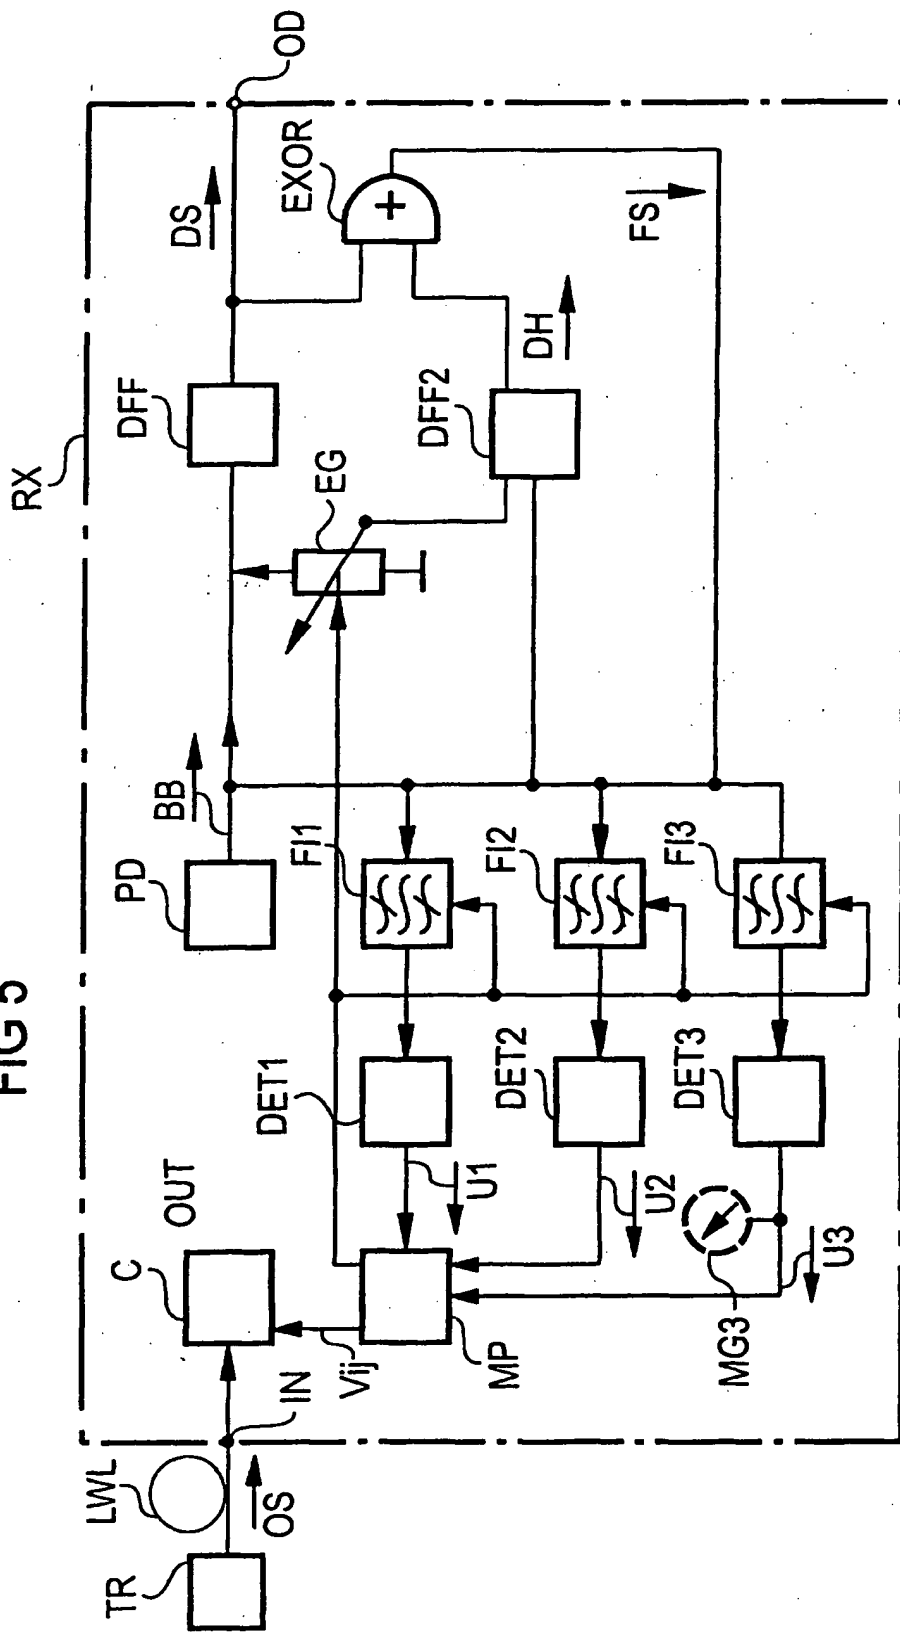 FIG 5
RX
OD
DS
EXOR
FS
DFF
DH
DFF2
EG
BB
PD
FI1
FI2
FI3
DET1
DET2
DET3
OUT
C
U1
U2
U3
MG3
MP
Vij
IN
LWL
OS
TR
+